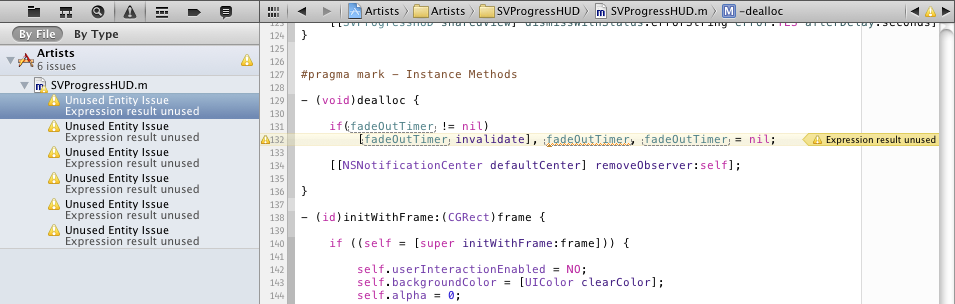 Artists > Artists > SVProgressHUD > SVProgressHUD.m > -dealloc
By File By Type
Artists
6 issues
SVProgressHUD.m
Unused Entity Issue
Expression result unused
Unused Entity Issue
Expression result unused
Unused Entity Issue
Expression result unused
Unused Entity Issue
Expression result unused
Unused Entity Issue
Expression result unused
Unused Entity Issue
Expression result unused
123 [[SVProgressHUD sharedView] dismissWithStatus:errorString error:YES afterDelay:seconds]
124 }
125
126
127 #pragma mark - Instance Methods
128
129 - (void)dealloc {
130
131 if(fadeOutTimer != nil)
132 [fadeOutTimer invalidate], fadeOutTimer, fadeOutTimer = nil; Expression result unused
133
134 [[NSNotificationCenter defaultCenter] removeObserver:self];
135
136 }
137
138 - (id)initWithFrame:(CGRect)frame {
139
140 if ((self = [super initWithFrame:frame])) {
141
142 self.userInteractionEnabled = NO;
143 self.backgroundColor = [UIColor clearColor];
144 self.alpha = 0;